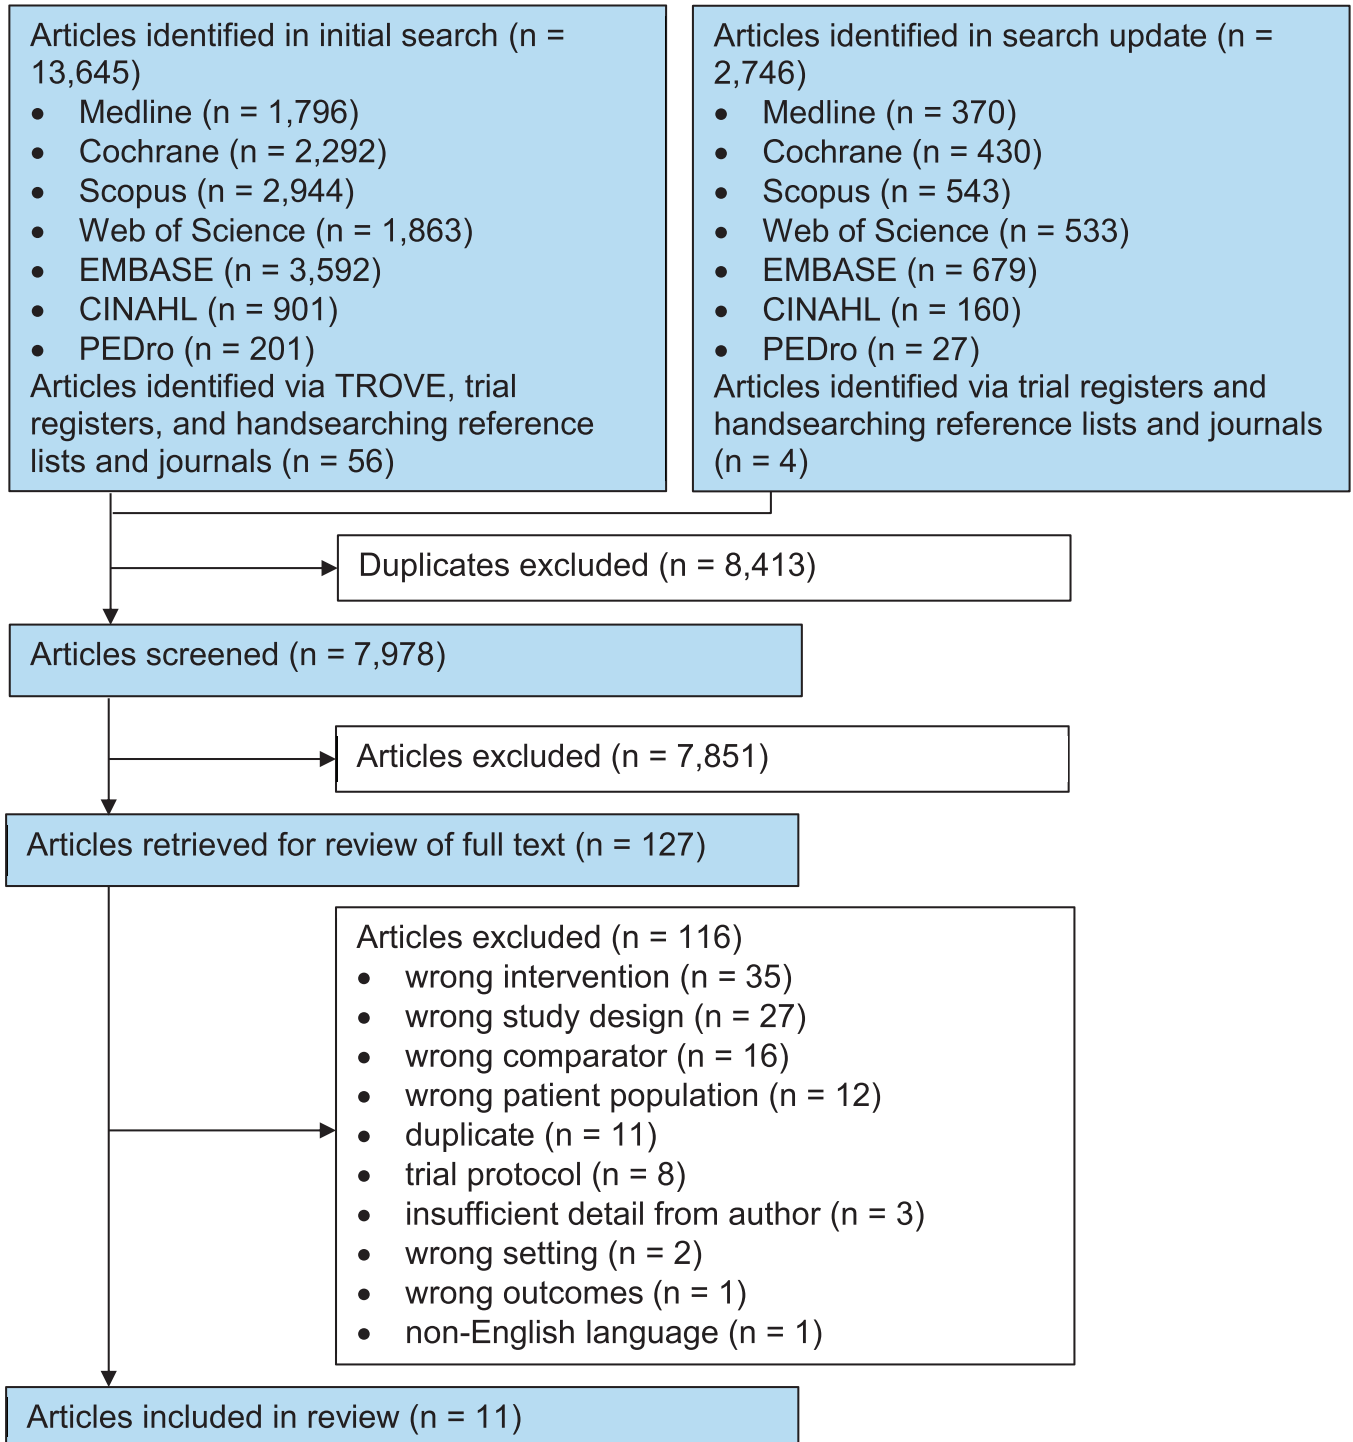 Articles identified in initial search (n =
13,645)
• Medline (n = 1,796)
• Cochrane (n = 2,292)
• Scopus (n = 2,944)
• Web of Science (n = 1,863)
• EMBASE (n = 3,592)
• CINAHL (n = 901)
• PEDro (n = 201)
Articles identified via TROVE, trial
registers, and handsearching reference
lists and journals (n = 56)
Articles identified in search update (n =
2,746)
• Medline (n = 370)
• Cochrane (n = 430)
• Scopus (n = 543)
• Web of Science (n = 533)
• EMBASE (n = 679)
• CINAHL (n = 160)
• PEDro (n = 27)
Articles identified via trial registers and
handsearching reference lists and journals
(n = 4)
Duplicates excluded (n = 8,413)
Articles screened (n = 7,978)
Articles excluded (n = 7,851)
Articles retrieved for review of full text (n = 127)
Articles excluded (n = 116)
• wrong intervention (n = 35)
• wrong study design (n = 27)
• wrong comparator (n = 16)
• wrong patient population (n = 12)
• duplicate (n = 11)
• trial protocol (n = 8)
• insufficient detail from author (n = 3)
• wrong setting (n = 2)
• wrong outcomes (n = 1)
• non-English language (n = 1)
Articles included in review (n = 11)